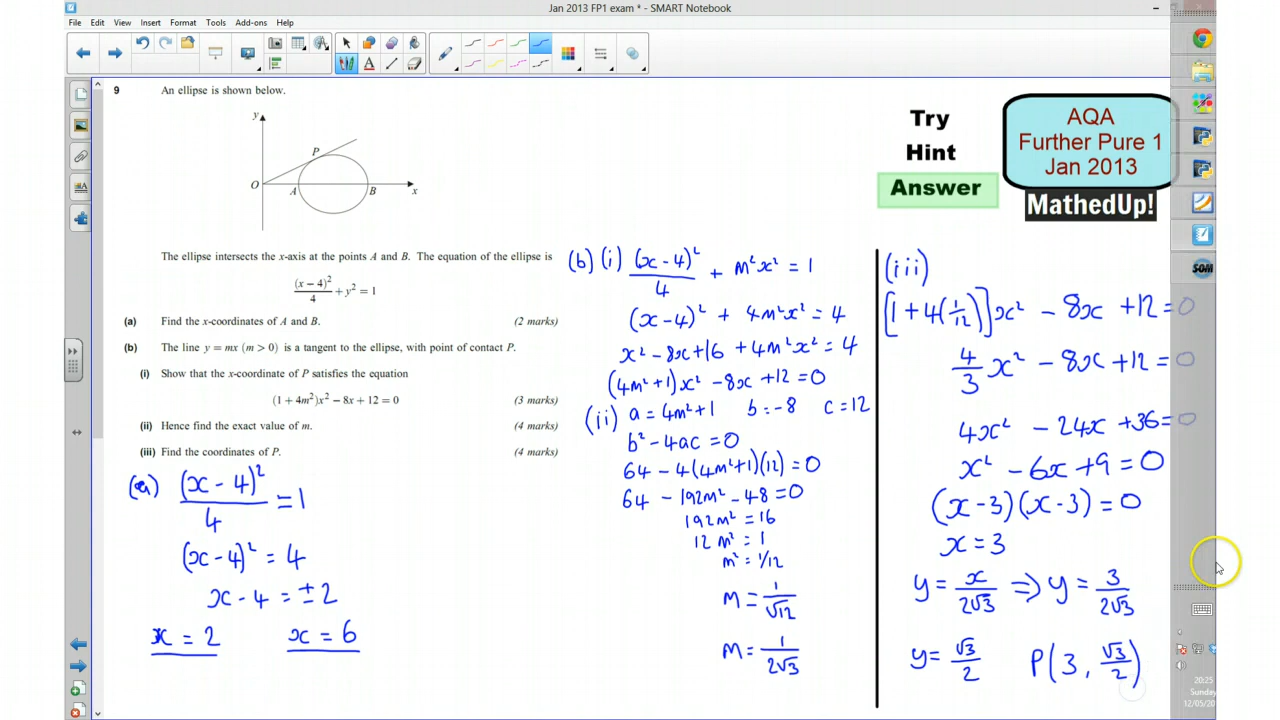 Jan 2013 FP1 exam * - SMART Notebook
File Edit View Insert Format Tools Add-ons Help
9 An ellipse is shown below.
y
P
O A B x
Try
Hint
Answer
AQA
Further Pure 1
Jan 2013
MathedUp!
The ellipse intersects the x-axis at the points A and B. The equation of the ellipse is
(x − 4)²/4 + y² = 1
(a) Find the x-coordinates of A and B. (2 marks)
(b) The line y = mx (m > 0) is a tangent to the ellipse, with point of contact P.
(i) Show that the x-coordinate of P satisfies the equation
(1 + 4m²)x² − 8x + 12 = 0 (3 marks)
(ii) Hence find the exact value of m. (4 marks)
(iii) Find the coordinates of P. (4 marks)
(a) (x - 4)²/4 = 1
(x - 4)² = 4
x - 4 = ±2
x = 2 x = 6
(b) (i) (x - 4)²/4 + m²x² = 1
(x - 4)² + 4m²x² = 4
x² - 8x + 16 + 4m²x² = 4
(4m²+1)x² - 8x + 12 = 0
(ii) a = 4m²+1 b = -8 c = 12
b² - 4ac = 0
64 - 4(4m²+1)(12) = 0
64 - 192m² - 48 = 0
192m² = 16
12m² = 1
m² = 1/12
m = 1/√12
m = 1/2√3
(iii)
[1 + 4(1/12)]x² - 8x + 12 = 0
4/3 x² - 8x + 12 = 0
4x² - 24x + 36 = 0
x² - 6x + 9 = 0
(x - 3)(x - 3) = 0
x = 3
y = x/2√3 ⇒ y = 3/2√3
y = √3/2 P(3, √3/2)
SOM
20:25
Sunday
12/05/20